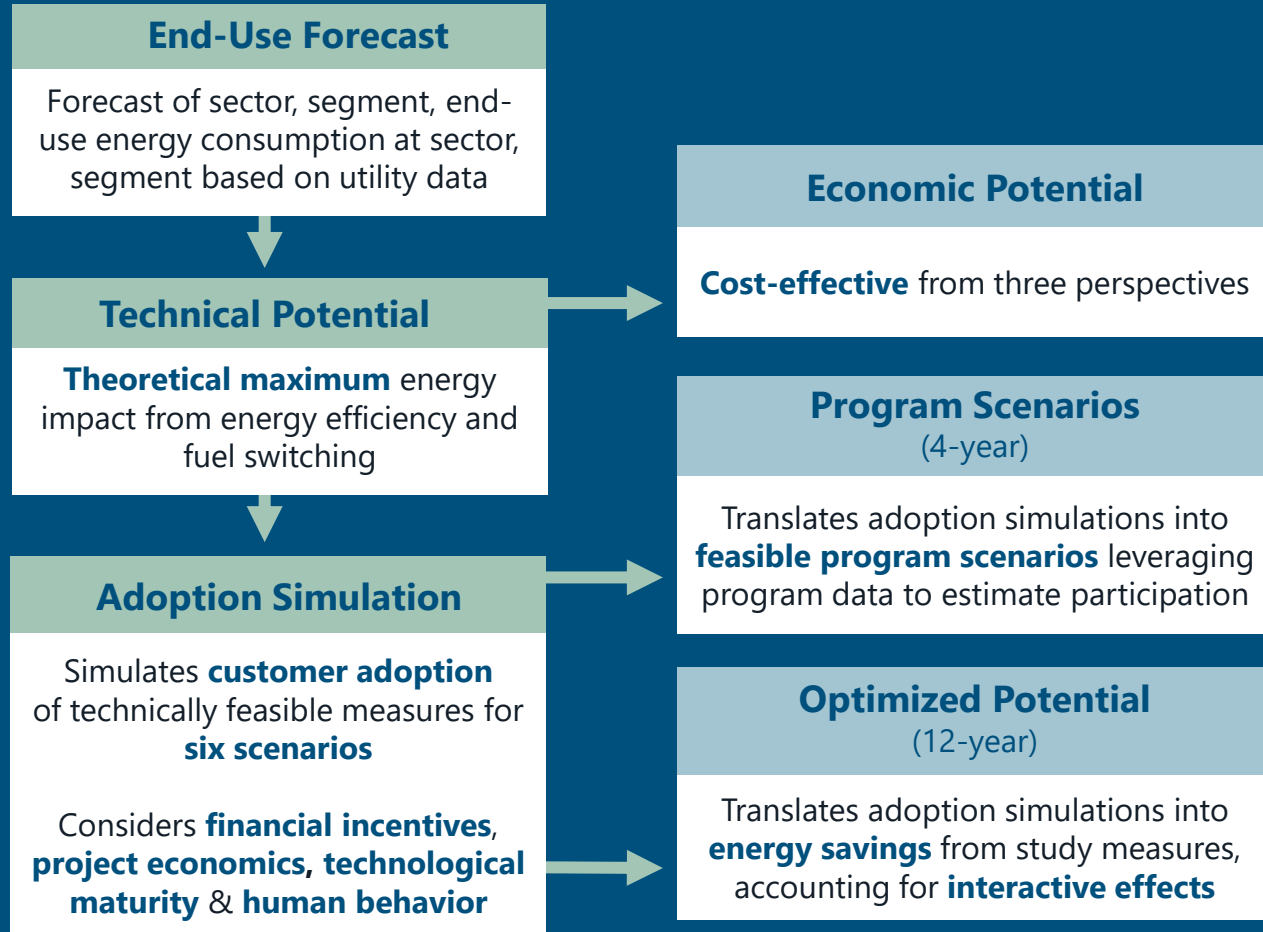 End-Use Forecast
Forecast of sector, segment, end-
use energy consumption at sector,
segment based on utility data
Technical Potential
Theoretical maximum energy
impact from energy efficiency and
fuel switching
Adoption Simulation
Simulates customer adoption
of technically feasible measures for
six scenarios
Considers financial incentives,
project economics, technological
maturity & human behavior
Economic Potential
Cost-effective from three perspectives
Program Scenarios
(4-year)
Translates adoption simulations into
feasible program scenarios leveraging
program data to estimate participation
Optimized Potential
(12-year)
Translates adoption simulations into
energy savings from study measures,
accounting for interactive effects